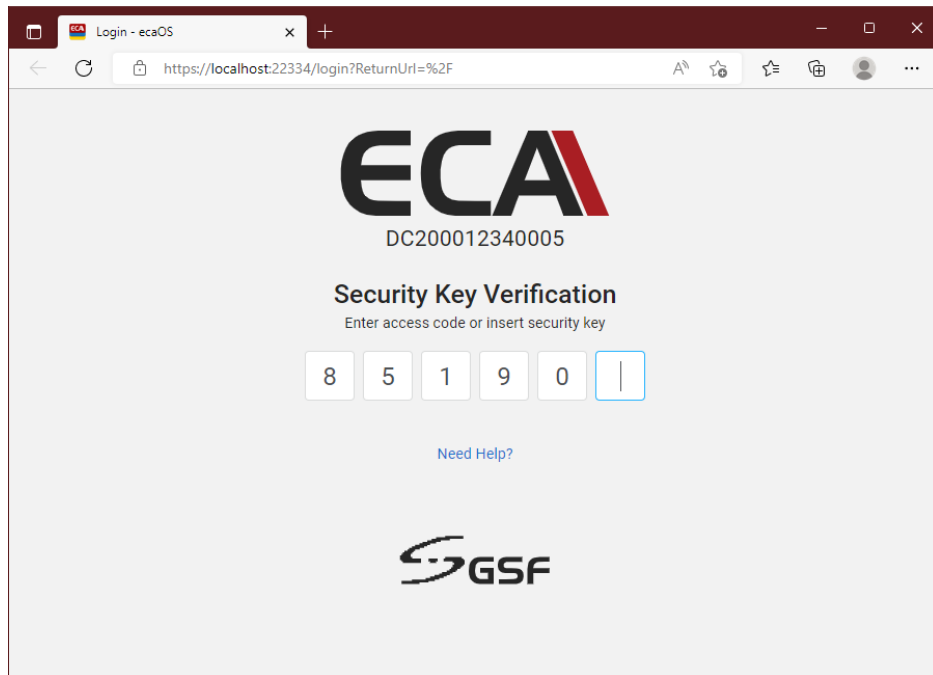 ECA Login - ecaOS
https://localhost:22334/login?ReturnUrl=%2F
ECA
DC200012340005
Security Key Verification
Enter access code or insert security key
8 5 1 9 0
Need Help?
GSF